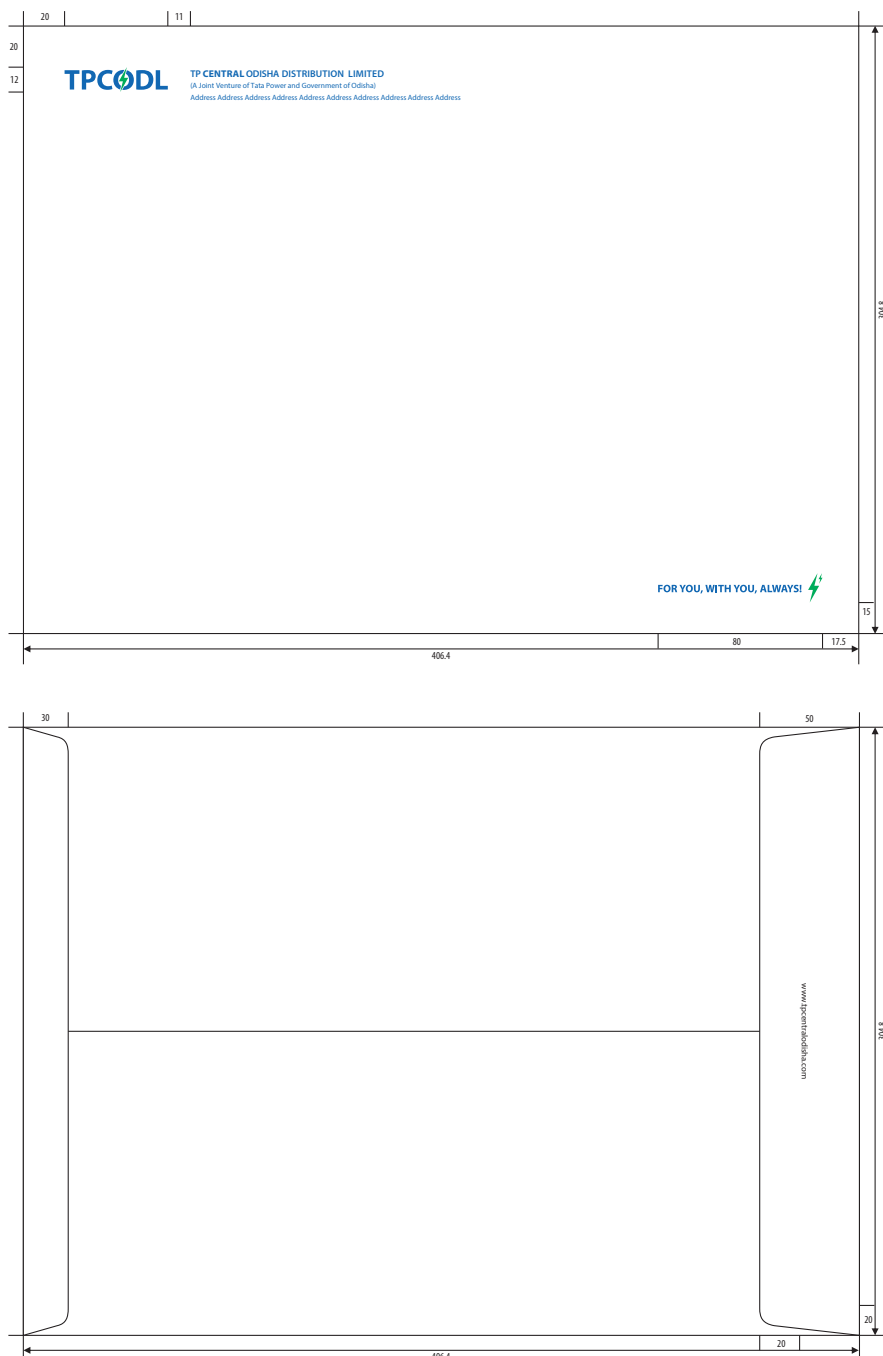 20 11
20
12
TPCODL
TP CENTRAL ODISHA DISTRIBUTION LIMITED
(A Joint Venture of Tata Power and Government of Odisha)
Address Address Address Address Address Address Address Address Address Address
FOR YOU, WITH YOU, ALWAYS!
15
80 17.5
406.4
30 50
www.tpcentralodisha.com
20
20